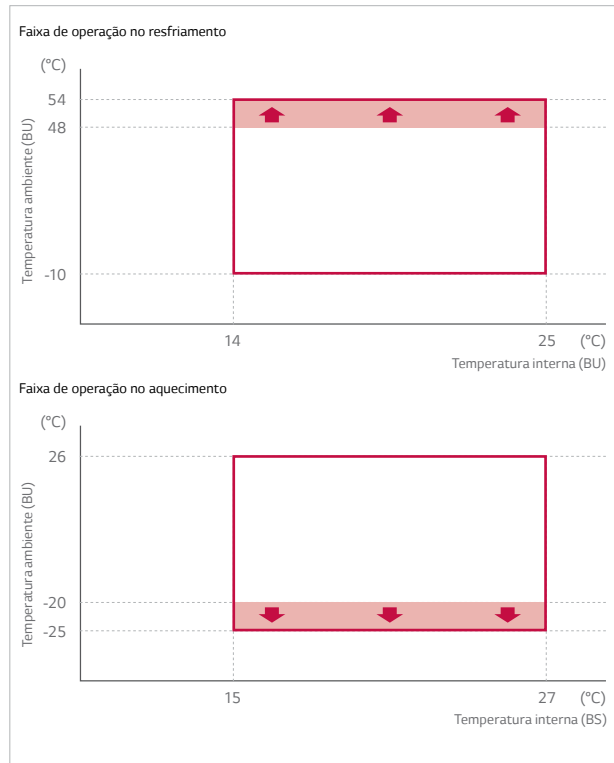 Faixa de operação no resfriamento
(°C)
54
48
Temperatura ambiente (BU)
-10
14
25
(°C)
Temperatura interna (BU)
Faixa de operação no aquecimento
(°C)
26
Temperatura ambiente (BU)
-20
-25
15
27
(°C)
Temperatura interna (BS)